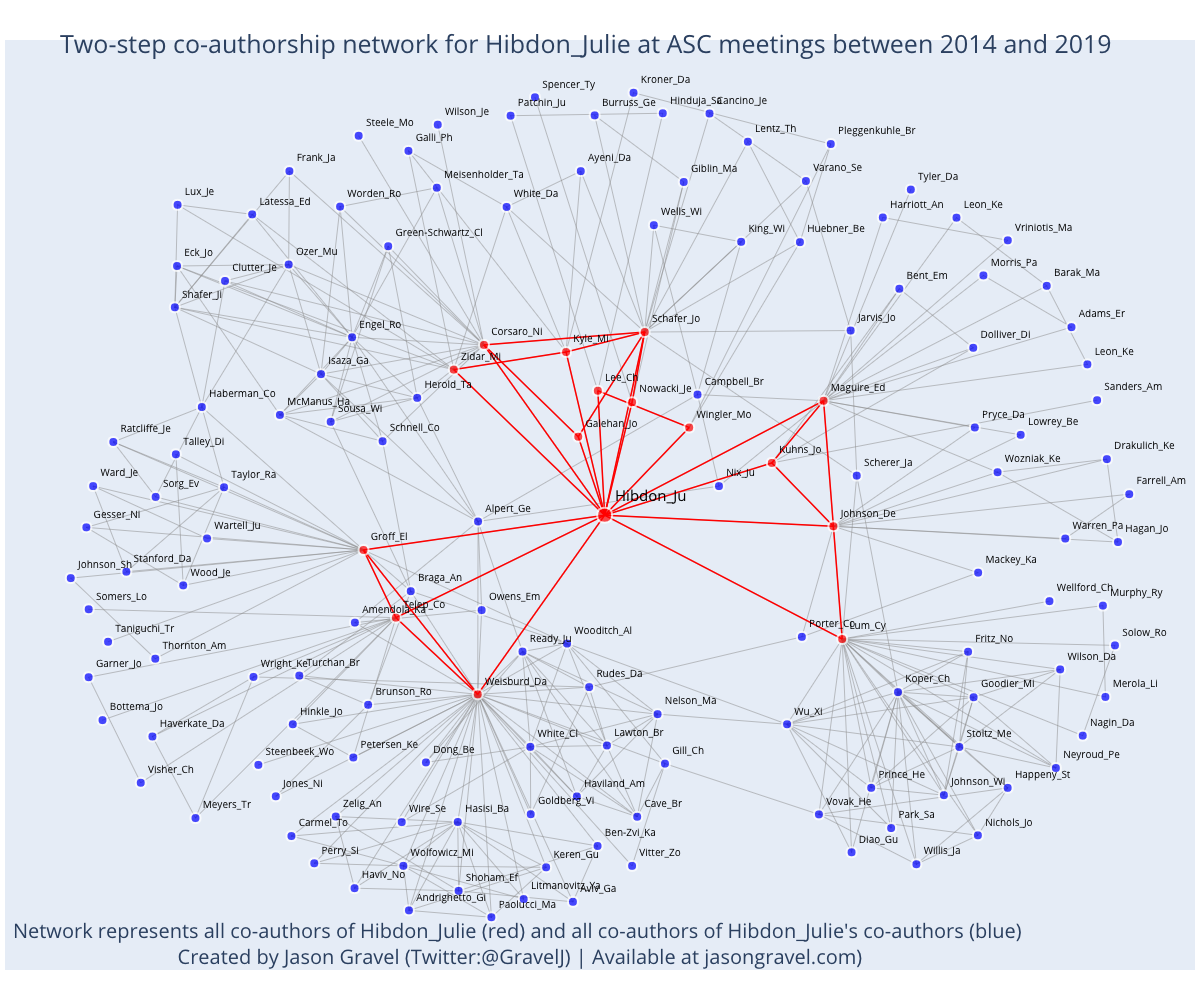 Two-step co-authorship network for Hibdon_Julie at ASC meetings between 2014 and 2019
Kroner_Da
Spencer_Ty
Patchin_Ju
Burruss_Ge
Hinduja_Sa
Cancino_Je
Wilson_Je
Steele_Mo
Galli_Ph
Lentz_Th
Pleggenkuhle_Br
Frank_Ja
Ayeni_Da
Giblin_Ma
Varano_Se
Meisenholder_Ta
Tyler_Da
Lux_Je
Latessa_Ed
Worden_Ro
White_Da
Harriott_An
Leon_Ke
Wells_Wi
King_Wi
Huebner_Be
Vriniotis_Ma
Green-Schwartz_Cl
Eck_Jo
Ozer_Mu
Clutter_Je
Morris_Pa
Bent_Em
Barak_Ma
Shafer_Ji
Engel_Ro
Corsaro_Ni
Kyle_Mi
Schafer_Jo
Jarvis_Jo
Adams_Er
Zidar_Mi
Dolliver_Di
Leon_Ke
Isaza_Ga
Herold_Ta
Lee_Ch
Nowacki_Je
Campbell_Br
Maguire_Ed
Sanders_Am
Haberman_Co
McManus_Ha
Sousa_Wi
Galehan_Jo
Wingler_Mo
Pryce_Da
Lowrey_Be
Ratcliffe_Je
Talley_Di
Schnell_Co
Kuhns_Jo
Drakulich_Ke
Ward_Je
Sorg_Ev
Taylor_Ra
Nix_Ju
Scherer_Ja
Wozniak_Ke
Farrell_Am
Hibdon_Ju
Gesser_Ni
Wartell_Ju
Alpert_Ge
Johnson_De
Warren_Pa
Hagan_Jo
Groff_El
Johnson_Sh
Stanford_Da
Wood_Je
Braga_An
Mackey_Ka
Somers_Lo
Amendola_Ka
Telep_Co
Owens_Em
Wellford_Ch
Murphy_Ry
Taniguchi_Tr
Thornton_Am
Ready_Ju
Wooditch_Al
Lum_Cy
Fritz_No
Solow_Ro
Garner_Jo
Wright_Ke
Turchan_Br
Weisburd_Da
Rudes_Da
Koper_Ch
Goodier_Mi
Wilson_Da
Merola_Li
Bottema_Jo
Haverkate_Da
Hinkle_Jo
Brunson_Ro
Nelson_Ma
Wu_Xi
Nagin_Da
Steenbeek_Wo
Petersen_Ke
Dong_Be
White_Cl
Lawton_Br
Gill_Ch
Stoltz_Me
Neyroud_Pe
Visher_Ch
Jones_Ni
Haviland_Am
Prince_He
Johnson_Wi
Happeny_St
Meyers_Tr
Zelig_An
Wire_Se
Hasisi_Ba
Goldberg_Vi
Cave_Br
Vovak_He
Park_Sa
Nichols_Jo
Carmel_To
Ben-Zvi_Ka
Diao_Gu
Willis_Ja
Perry_Si
Wolfowicz_Mi
Keren_Gu
Vitter_Zo
Haviv_No
Shoham_Ef
Litmanovitz_Ya
Aviv_Ga
Andrighetto_Gi
Paolucci_Ma
Network represents all co-authors of Hibdon_Julie (red) and all co-authors of Hibdon_Julie's co-authors (blue)
Created by Jason Gravel (Twitter:@GravelJ) | Available at jasongravel.com)